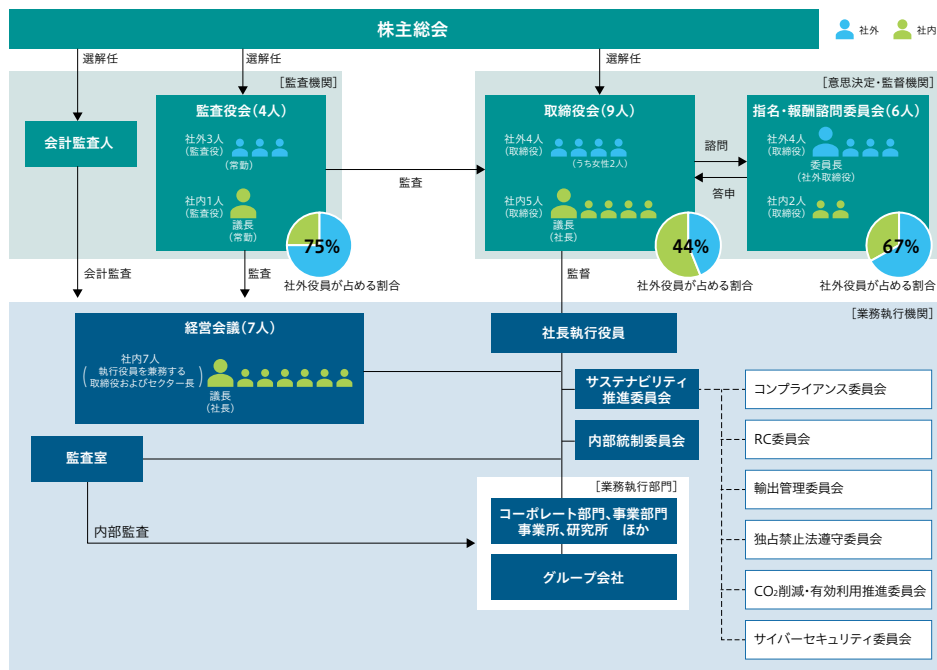 株主総会
社外
社内
選解任
選解任
選解任
[監査機関]
[意思決定・監督機関]
会計監査人
監査役会(4人)
社外3人
(監査役)
(常勤)
社内1人
(監査役)
議長
(常勤)
75%
社外役員が占める割合
監査
取締役会(9人)
社外4人
(取締役)
(うち女性2人)
社内5人
(取締役)
議長
(社長)
44%
社外役員が占める割合
諮問
答申
指名・報酬諮問委員会(6人)
社外4人
(取締役)
委員長
(社外取締役)
社内2人
(取締役)
67%
社外役員が占める割合
会計監査
監査
監督
[業務執行機関]
経営会議(7人)
社内7人
(執行役員を兼務する
取締役およびセクター長)
議長
(社長)
社長執行役員
サステナビリティ
推進委員会
内部統制委員会
監査室
内部監査
[業務執行部門]
コーポレート部門、事業部門
事業所、研究所 ほか
グループ会社
コンプライアンス委員会
RC委員会
輸出管理委員会
独占禁止法遵守委員会
CO₂削減・有効利用推進委員会
サイバーセキュリティ委員会